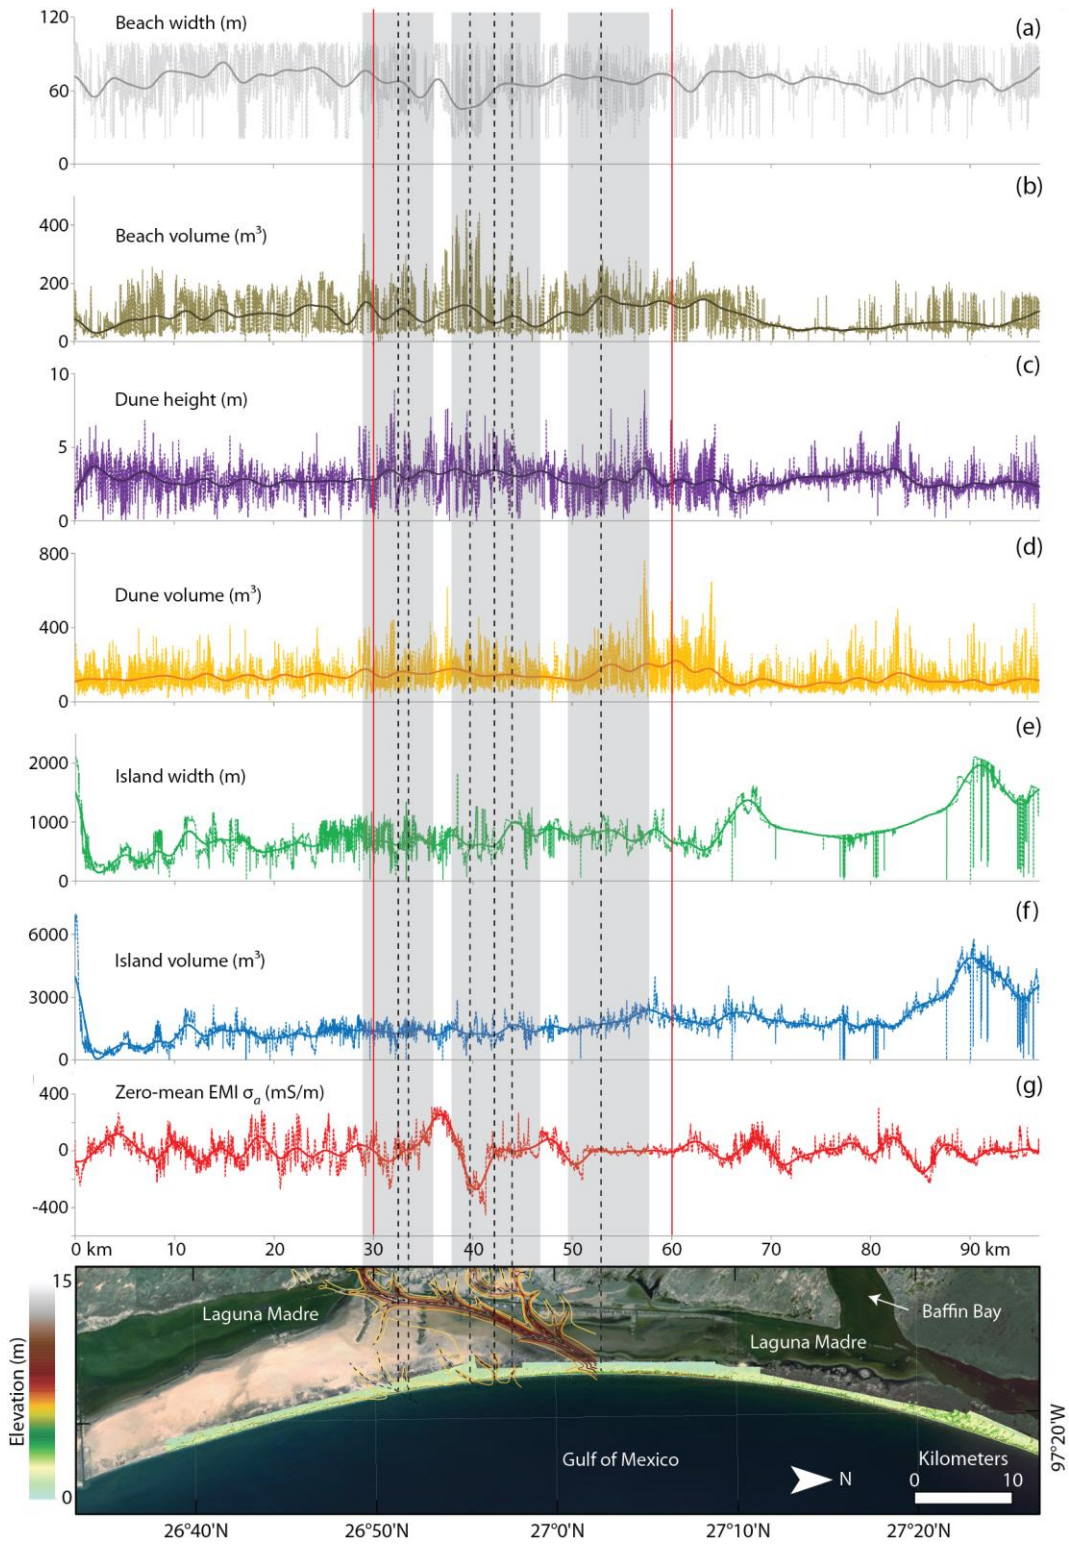 120
Beach width (m)
(a)
60
0
(b)
400
Beach volume (m³)
200
0
(c)
10
Dune height (m)
5
0
(d)
800
Dune volume (m³)
400
0
(e)
2000
Island width (m)
1000
0
(f)
6000
Island volume (m³)
3000
0
(g)
400
Zero-mean EMI σₐ (mS/m)
0
-400
0 km 10 20 30 40 50 60 70 80 90 km
15
Laguna Madre
Baffin Bay
Laguna Madre
Elevation (m)
97°20'W
Gulf of Mexico
Kilometers
N
0 10
0
26°40'N 26°50'N 27°0'N 27°10'N 27°20'N